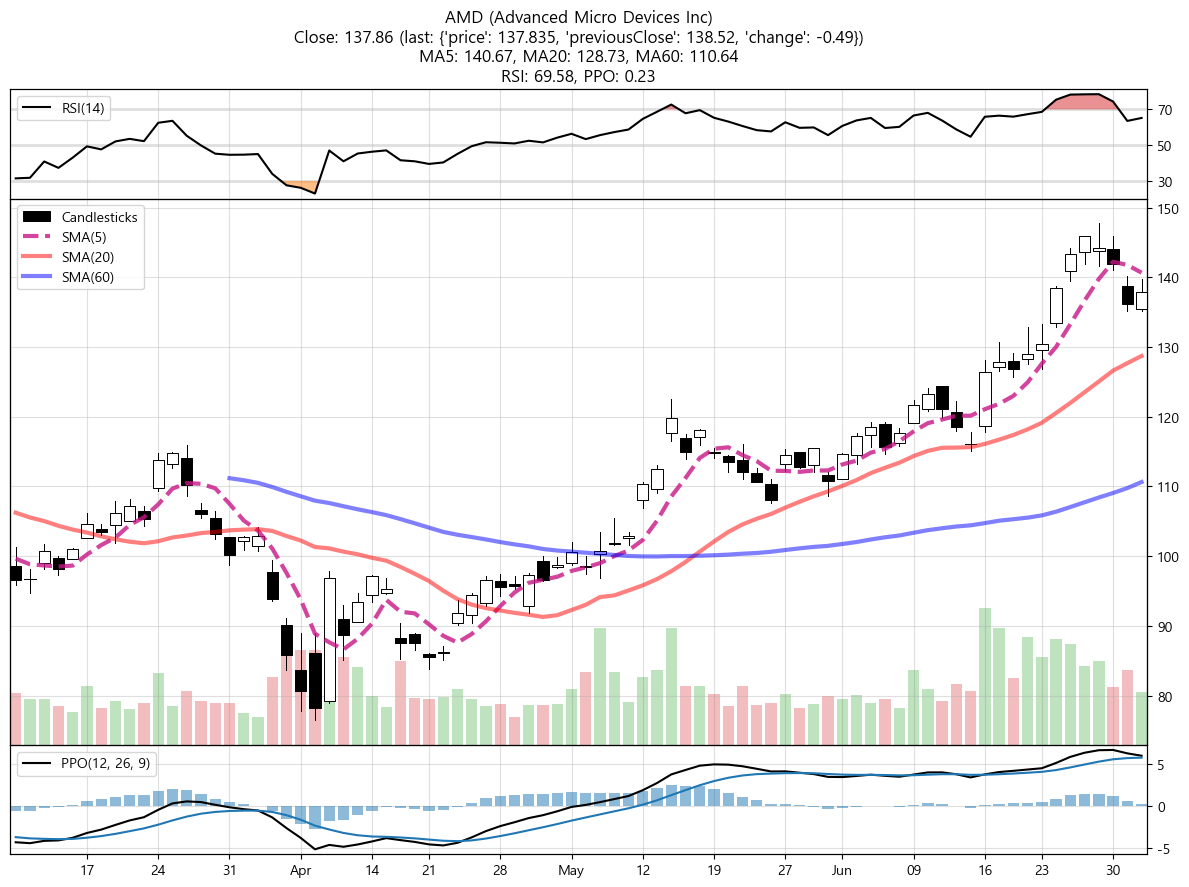 AMD (Advanced Micro Devices Inc)
Close: 137.86 (last: {'price': 137.835, 'previousClose': 138.52, 'change': -0.49})
MA5: 140.67, MA20: 128.73, MA60: 110.64
RSI: 69.58, PPO: 0.23
RSI(14)
70
50
30
Candlesticks
SMA(5)
SMA(20)
SMA(60)
150
140
130
120
110
100
90
80
PPO(12, 26, 9)
5
0
-5
17 24 31 Apr 14 21 28 May 12 19 27 Jun 09 16 23 30